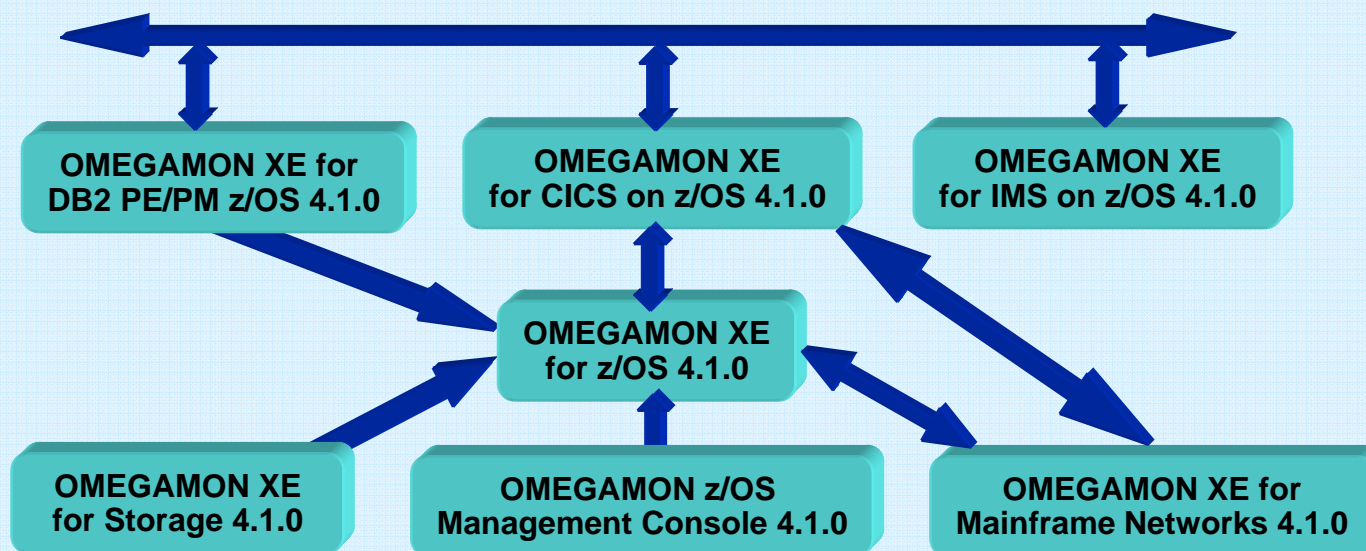 OMEGAMON XE for
DB2 PE/PM z/OS 4.1.0
OMEGAMON XE
for CICS on z/OS 4.1.0
OMEGAMON XE
for IMS on z/OS 4.1.0
OMEGAMON XE
for z/OS 4.1.0
OMEGAMON XE
for Storage 4.1.0
OMEGAMON z/OS
Management Console 4.1.0
OMEGAMON XE for
Mainframe Networks 4.1.0